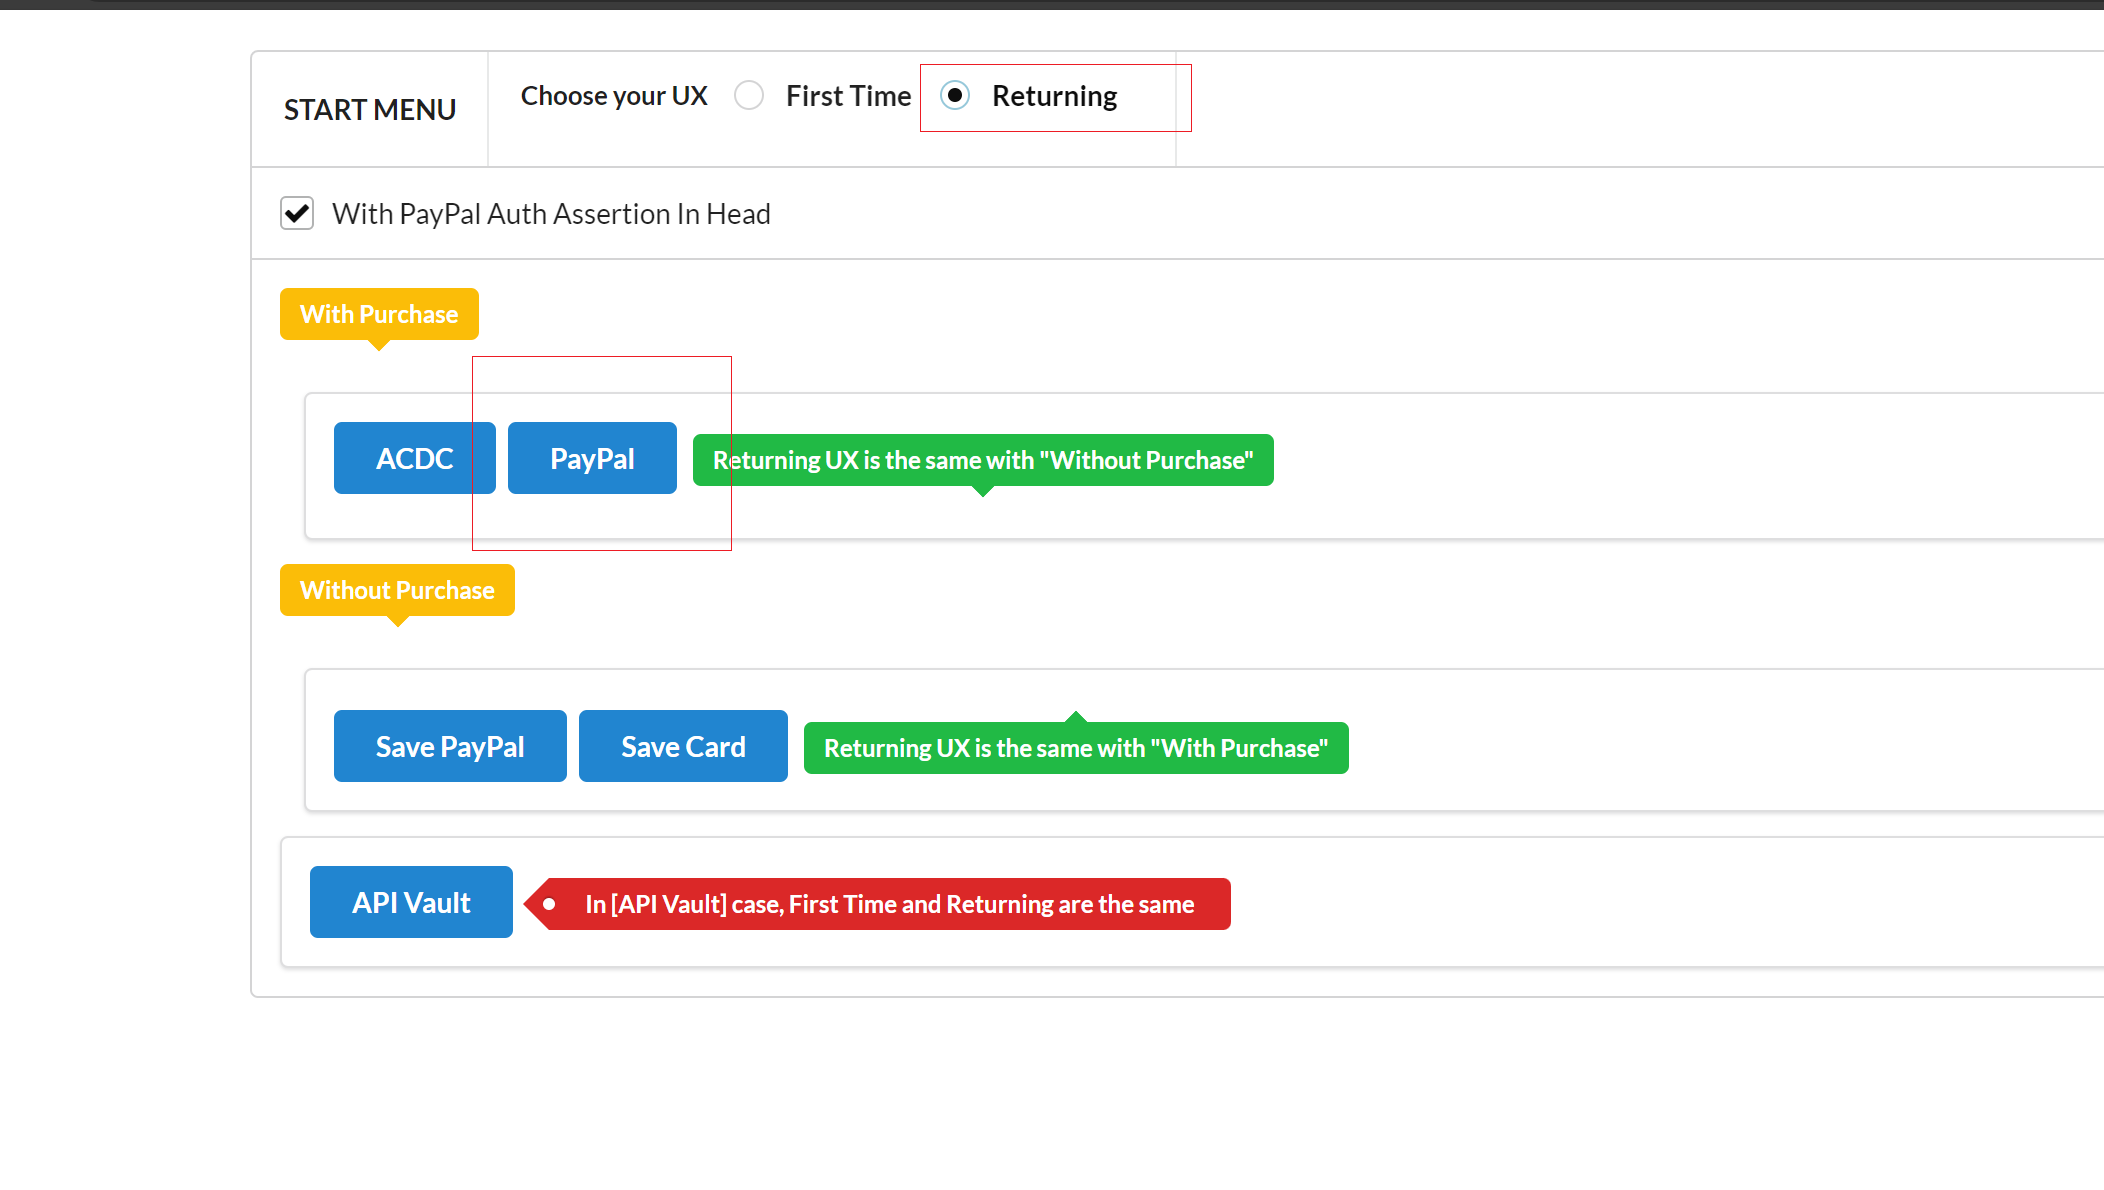 START MENU
Choose your UX First Time Returning
With PayPal Auth Assertion In Head
With Purchase
ACDC PayPal Returning UX is the same with "Without Purchase"
Without Purchase
Save PayPal Save Card Returning UX is the same with "With Purchase"
API Vault In [API Vault] case, First Time and Returning are the same